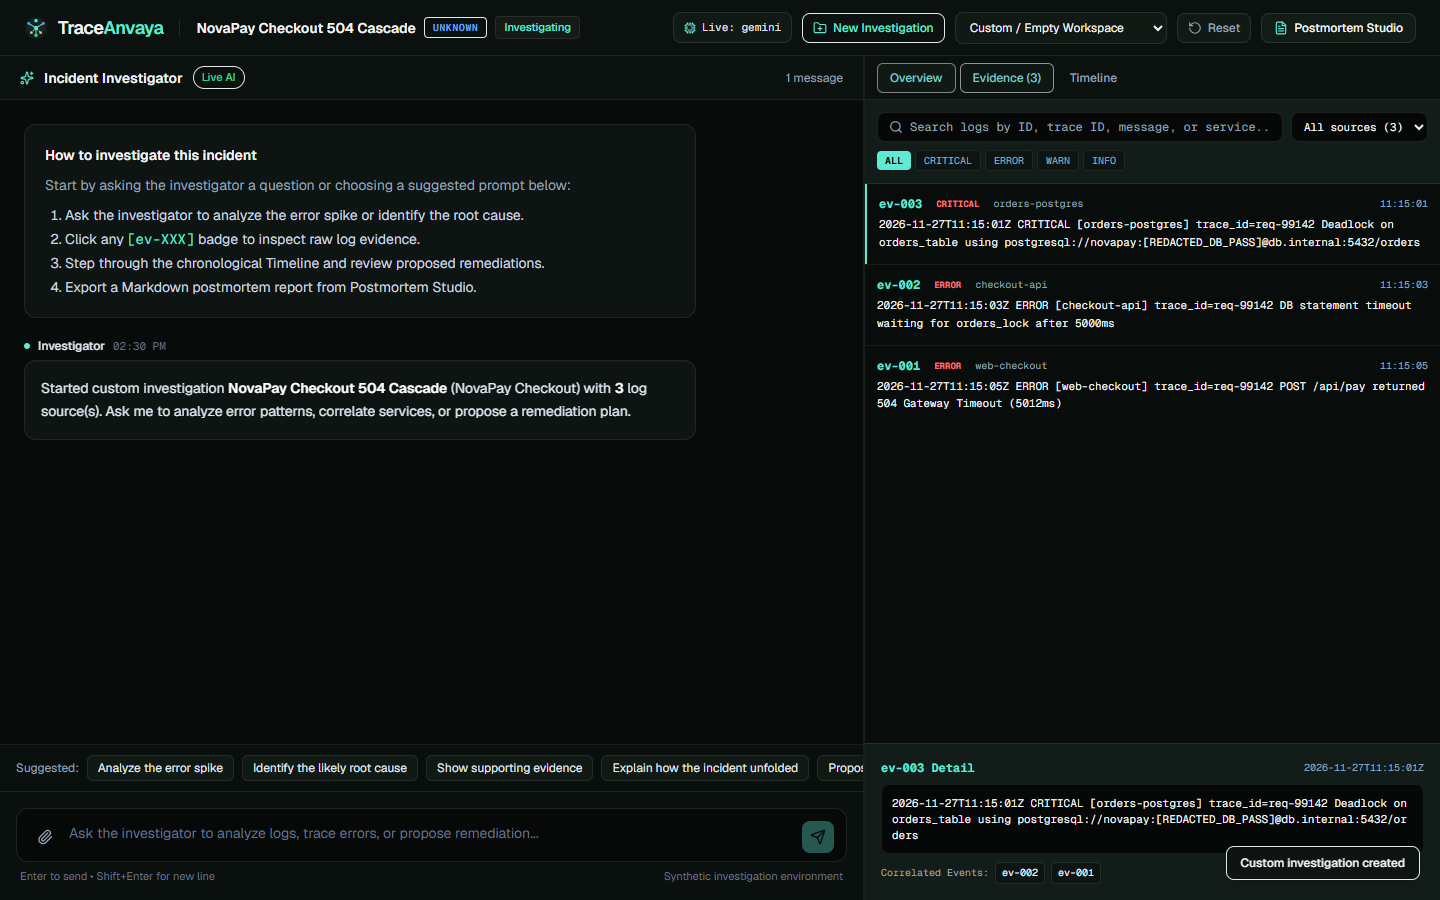 TraceAnvaya
NovaPay Checkout 504 Cascade
UNKNOWN
Investigating
Live: gemini
New Investigation
Custom / Empty Workspace
Reset
Postmortem Studio
Incident Investigator
Live AI
1 message
How to investigate this incident
Start by asking the investigator a question or choosing a suggested prompt below:
1. Ask the investigator to analyze the error spike or identify the root cause.
2. Click any [ev-XXX] badge to inspect raw log evidence.
3. Step through the chronological Timeline and review proposed remediations.
4. Export a Markdown postmortem report from Postmortem Studio.
Investigator 02:30 PM
Started custom investigation NovaPay Checkout 504 Cascade (NovaPay Checkout) with 3 log
source(s). Ask me to analyze error patterns, correlate services, or propose a remediation plan.
Suggested:
Analyze the error spike
Identify the likely root cause
Show supporting evidence
Explain how the incident unfolded
Propos
Ask the investigator to analyze logs, trace errors, or propose remediation...
Enter to send • Shift+Enter for new line
Synthetic investigation environment
Overview
Evidence (3)
Timeline
Search logs by ID, trace ID, message, or service..
All sources (3)
ALL
CRITICAL
ERROR
WARN
INFO
ev-003 CRITICAL orders-postgres 11:15:01
2026-11-27T11:15:01Z CRITICAL [orders-postgres] trace_id=req-99142 Deadlock on
orders_table using postgresql://novapay:[REDACTED_DB_PASS]@db.internal:5432/orders
ev-002 ERROR checkout-api 11:15:03
2026-11-27T11:15:03Z ERROR [checkout-api] trace_id=req-99142 DB statement timeout
waiting for orders_lock after 5000ms
ev-001 ERROR web-checkout 11:15:05
2026-11-27T11:15:05Z ERROR [web-checkout] trace_id=req-99142 POST /api/pay returned
504 Gateway Timeout (5012ms)
ev-003 Detail
2026-11-27T11:15:01Z
2026-11-27T11:15:01Z CRITICAL [orders-postgres] trace_id=req-99142 Deadlock on
orders_table using postgresql://novapay:[REDACTED_DB_PASS]@db.internal:5432/or
ders
Correlated Events: ev-002 ev-001
Custom investigation created